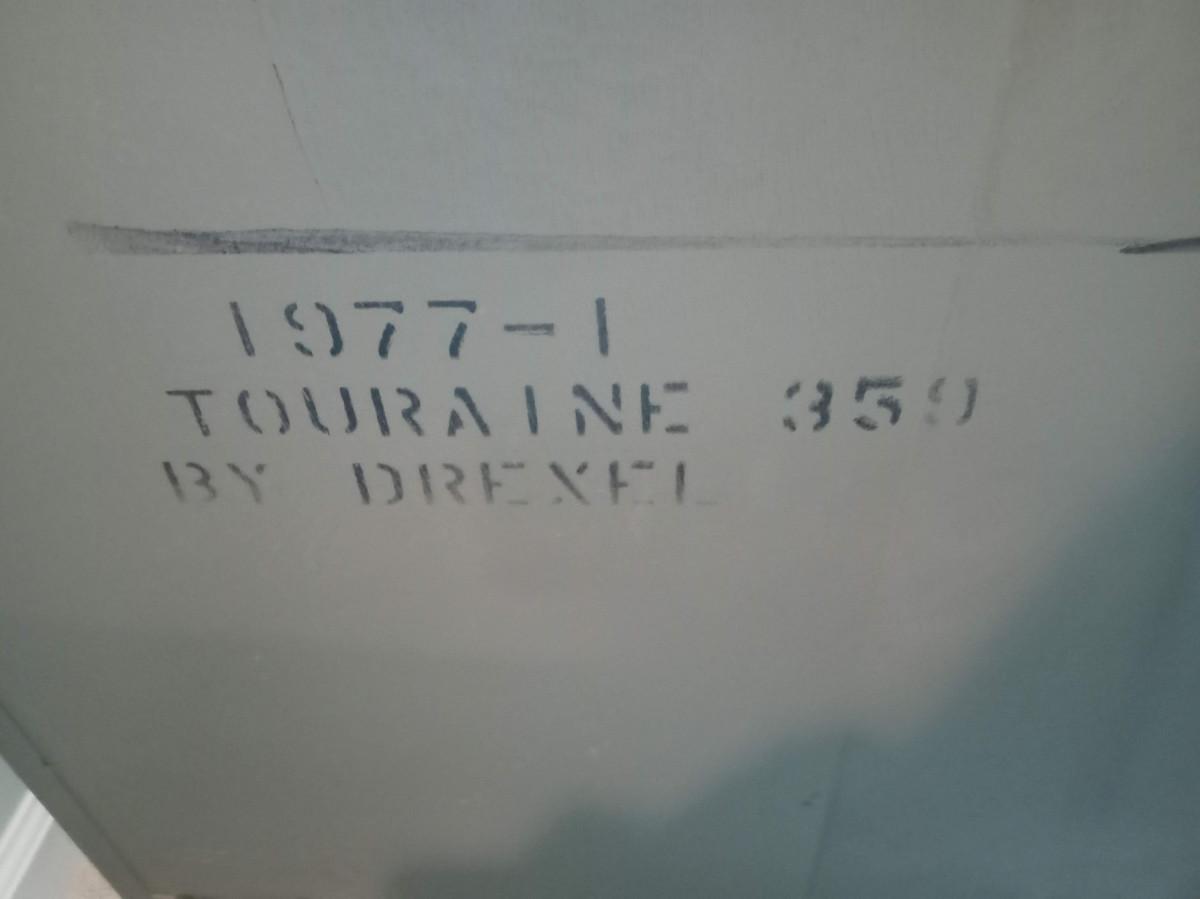 1977-1
TOURAINE 359
BY DREXEL